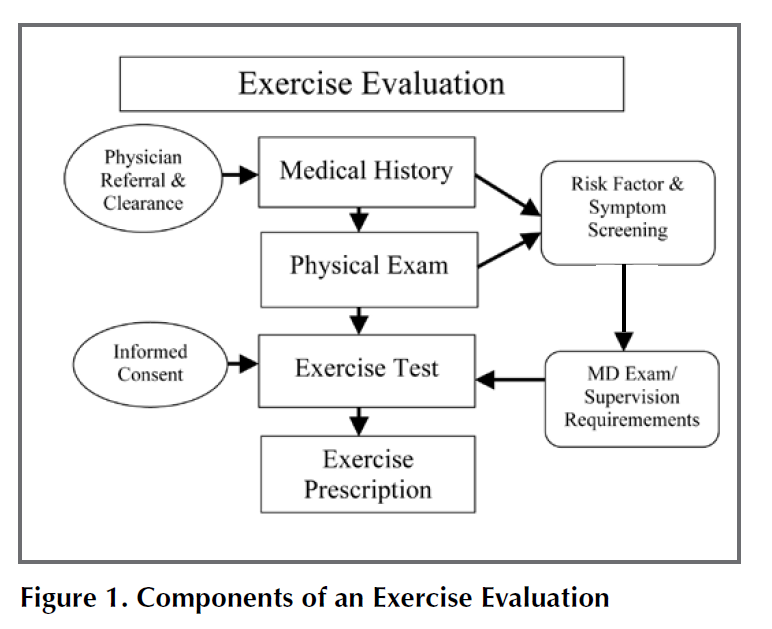 Exercise Evaluation
Physician
Referral &
Clearance
Medical History
Risk Factor &
Symptom
Screening
Physical Exam
Informed
Consent
Exercise Test
MD Exam/
Supervision
Requiremements
Exercise
Prescription
Figure 1. Components of an Exercise Evaluation